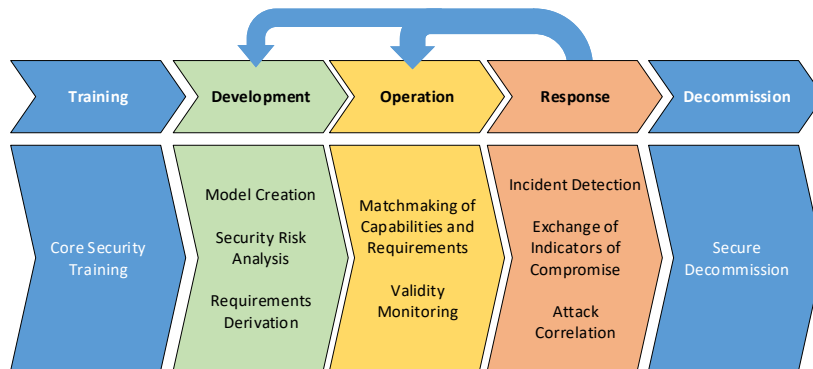 Training
Development
Operation
Response
Decommission
Core Security
Training
Model Creation
Security Risk
Analysis
Requirements
Derivation
Matchmaking of
Capabilities and
Requirements
Validity
Monitoring
Incident Detection
Exchange of
Indicators of
Compromise
Attack
Correlation
Secure
Decommission